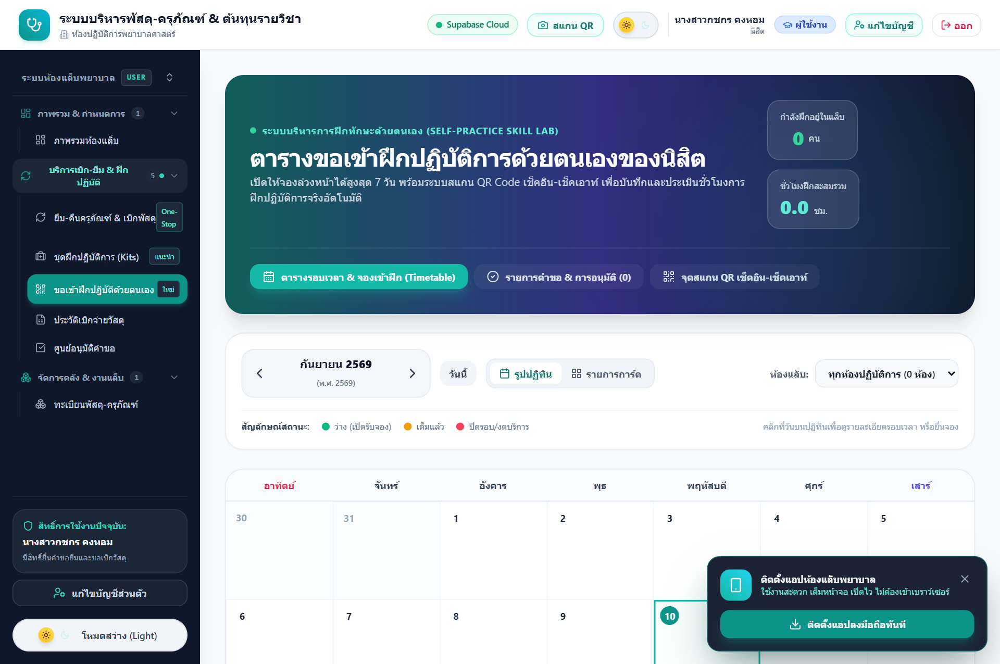 ระบบบริหารพัสดุ-ครุภัณฑ์ & ต้นทุนรายวิชา
ห้องปฏิบัติการพยาบาลศาสตร์
Supabase Cloud
สแกน QR
นางสาวกชกร คงหอม
นิสิต
ผู้ใช้งาน
แก้ไขบัญชี
ออก
ระบบห้องแล็บพยาบาล
USER
ภาพรวม & กำหนดการ
1
ภาพรวมห้องแล็บ
บริการเบิก-ยืม & ฝึก
ปฏิบัติ
5
ยืม-คืนครุภัณฑ์ & เบิกพัสดุ
One-
Stop
ชุดฝึกปฏิบัติการ (Kits)
แนะนำ
ขอเข้าฝึกปฏิบัติด้วยตนเอง
ใหม่
ประวัติเบิกจ่ายวัสดุ
ศูนย์อนุมัติคำขอ
จัดการคลัง & งานแล็บ
1
ทะเบียนพัสดุ-ครุภัณฑ์
สิทธิ์การใช้งานปัจจุบัน:
นางสาวกชกร คงหอม
มีสิทธิ์ยื่นคำขอยืมและขอเบิกวัสดุ
แก้ไขบัญชีส่วนตัว
โหมดสว่าง (Light)
ระบบบริหารการฝึกทักษะด้วยตนเอง (SELF-PRACTICE SKILL LAB)
ตารางขอเข้าฝึกปฏิบัติการด้วยตนเองของนิสิต
เปิดให้จองล่วงหน้าได้สูงสุด 7 วัน พร้อมระบบสแกน QR Code เช็คอิน-เช็คเอาท์ เพื่อบันทึกและประเมินชั่วโมงการ
ฝึกปฏิบัติการจริงอัตโนมัติ
กำลังฝึกอยู่ในแล็บ
0 คน
ชั่วโมงฝึกสะสมรวม
0.0 ชม.
ตารางรอบเวลา & จองเข้าฝึก (Timetable)
รายการคำขอ & การอนุมัติ (0)
จุดสแกน QR เช็คอิน-เช็คเอาท์
กันยายน 2569
(พ.ศ. 2569)
วันนี้
รูปปฏิทิน
รายการการ์ด
ห้องแล็บ:
ทุกห้องปฏิบัติการ (0 ห้อง)
สัญลักษณ์สถานะ:
ว่าง (เปิดรับจอง)
เต็มแล้ว
ปิดรอบ/งดบริการ
คลิกที่วันบนปฏิทินเพื่อดูรายละเอียดรอบเวลา หรือยื่นจอง
อาทิตย์ จันทร์ อังคาร พุธ พฤหัสบดี ศุกร์ เสาร์
30 31 1 2 3 4 5
6 7 8 9 10
ติดตั้งแอปห้องแล็บพยาบาล
ใช้งานสะดวก เต็มหน้าจอ เปิดไว ไม่ต้องเข้าเบราว์เซอร์
ติดตั้งแอปลงมือถือทันที